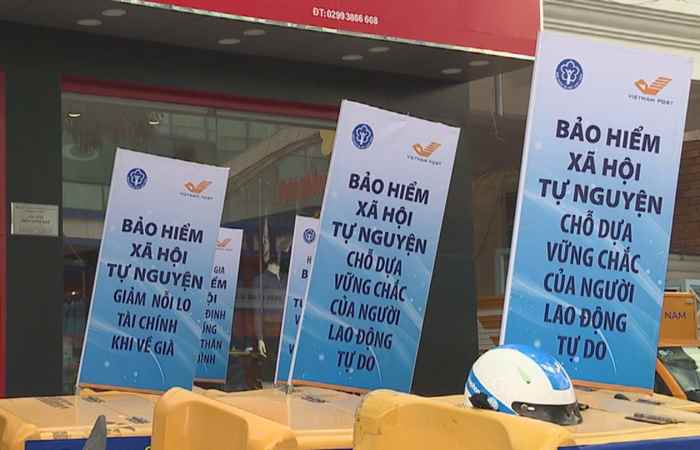 ĐT: 0299 3866 668
BẢO HIỂM
XÃ HỘI
TỰ NGUYỆN
GIẢM NỖI LO
TÀI CHÍNH
KHI VỀ GIÀ
VIETNAM POST
BẢO HIỂM
XÃ HỘI
TỰ NGUYỆN
CHỖ DỰA
VỮNG CHẮC
CỦA NGƯỜI
LAO ĐỘNG
TỰ DO
VIETNAM POST
BẢO HIỂM
XÃ HỘI
TỰ NGUYỆN
CHỖ DỰA
VỮNG CHẮC
CỦA NGƯỜI
LAO ĐỘNG
TỰ DO
NAM